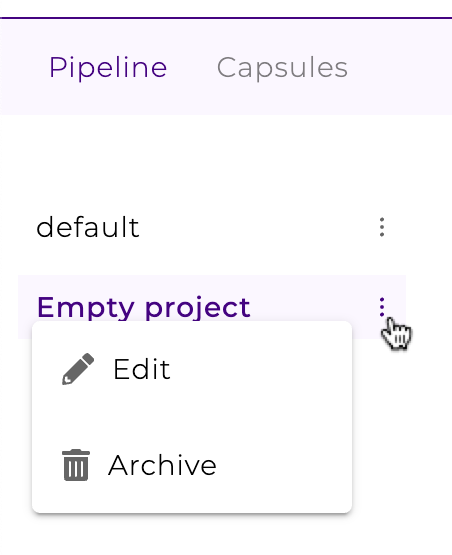 Pipeline Capsules
default
Empty project
Edit
Archive